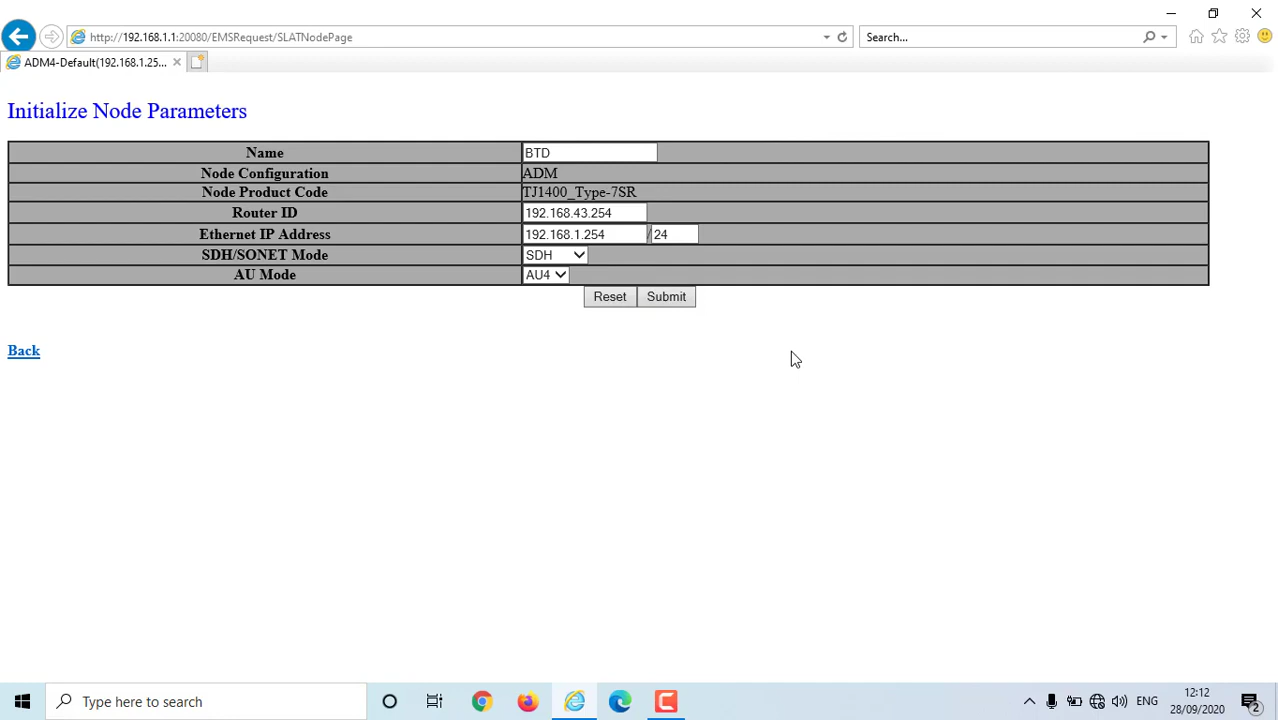 http://192.168.1.1:20080/EMSRequest/SLATNodePage
Search...
ADM4-Default(192.168.1.25...
Initialize Node Parameters
Name BTD
Node Configuration ADM
Node Product Code TJ1400_Type-7SR
Router ID 192.168.43.254
Ethernet IP Address 192.168.1.254 / 24
SDH/SONET Mode SDH
AU Mode AU4
Reset Submit
Back
Type here to search
ENG
12:12
28/09/2020
2